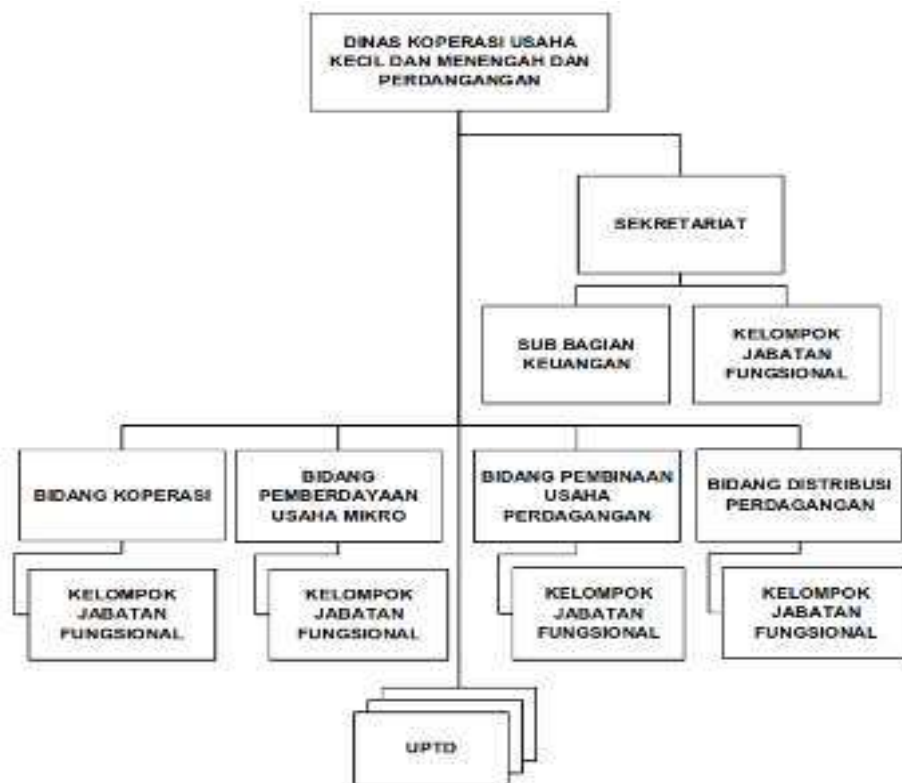 DINAS KOPERASI USAHA
KECIL DAN MENENGAH DAN
PERDANGANGAN
SEKRETARIAT
SUB BAGIAN
KEUANGAN
KELOMPOK
JABATAN
FUNGSIONAL
BIDANG KOPERASI
BIDANG
PEMBERDAYAAN
USAHA MIKRO
BIDANG PEMBINAAN
USAHA
PERDAGANGAN
BIDANG DISTRIBUSI
PERDAGANGAN
KELOMPOK
JABATAN
FUNGSIONAL
KELOMPOK
JABATAN
FUNGSIONAL
KELOMPOK
JABATAN
FUNGSIONAL
KELOMPOK
JABATAN
FUNGSIONAL
UPTD